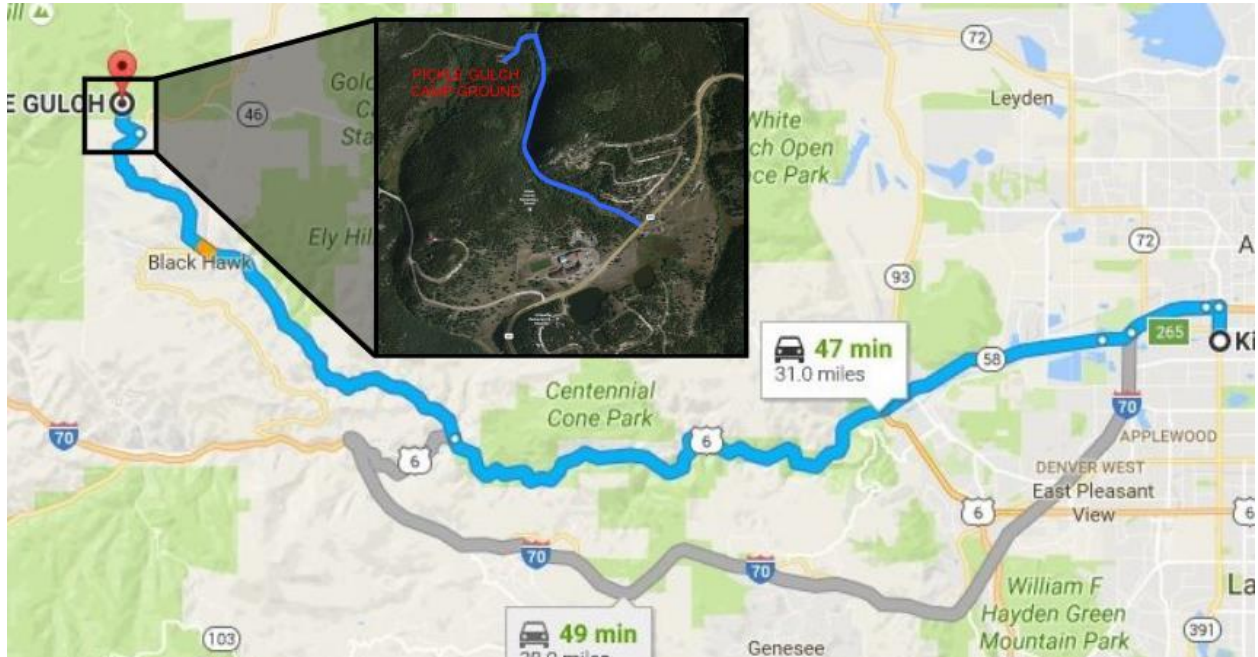 ill
E GULCH
46
Gold
C
Sta
PICKLE GULCH
CAMP GROUND
72
Leyden
White
ch Open
ce Park
72
93
A
Ely Hil
Black Hawk
47 min
31.0 miles
58
265
Ki
70
Centennial
Cone Park
6
6
70
APPLEWOOD
DENVER WEST
East Pleasant
View
6
6
70
70
William F
Hayden Green
Mountain Park
La
49 min
103
Genesee
391